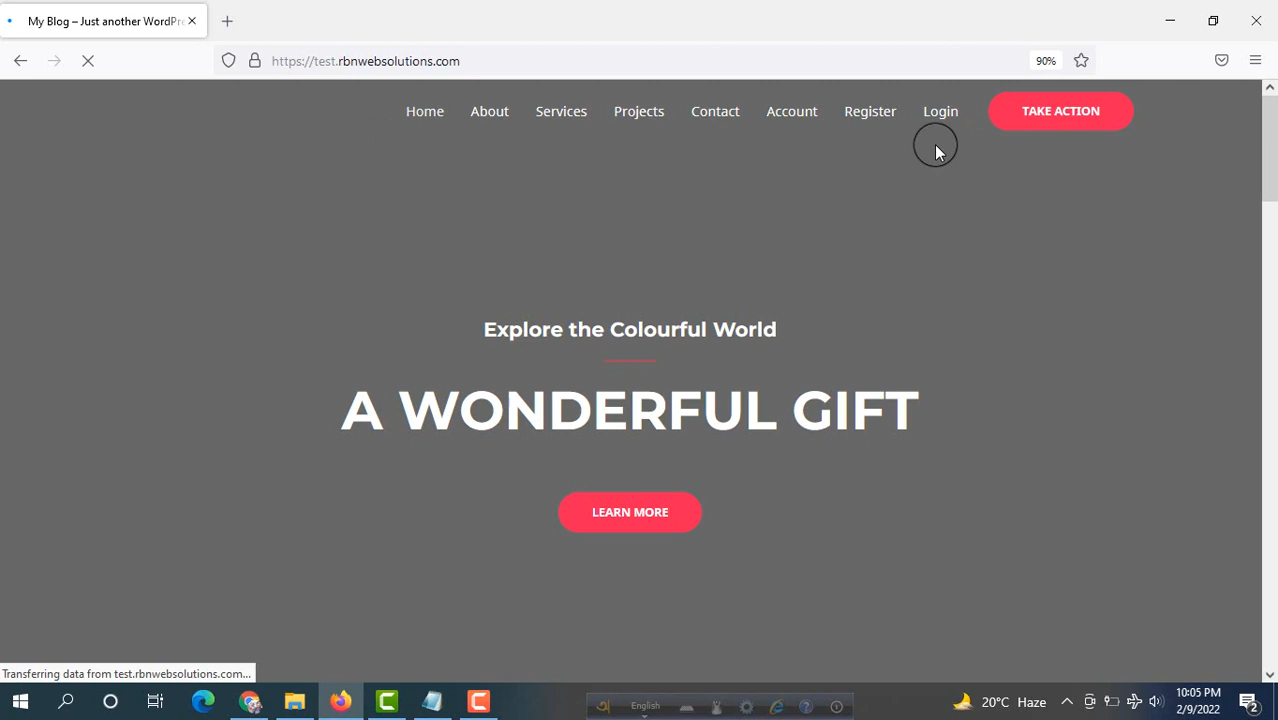 My Blog – Just another WordPre
https://test.rbnwebsolutions.com
90%
Home About Services Projects Contact Account Register Login TAKE ACTION
Explore the Colourful World
A WONDERFUL GIFT
LEARN MORE
Transferring data from test.rbnwebsolutions.com...
English
20°C Haze
10:05 PM
2/9/2022
2